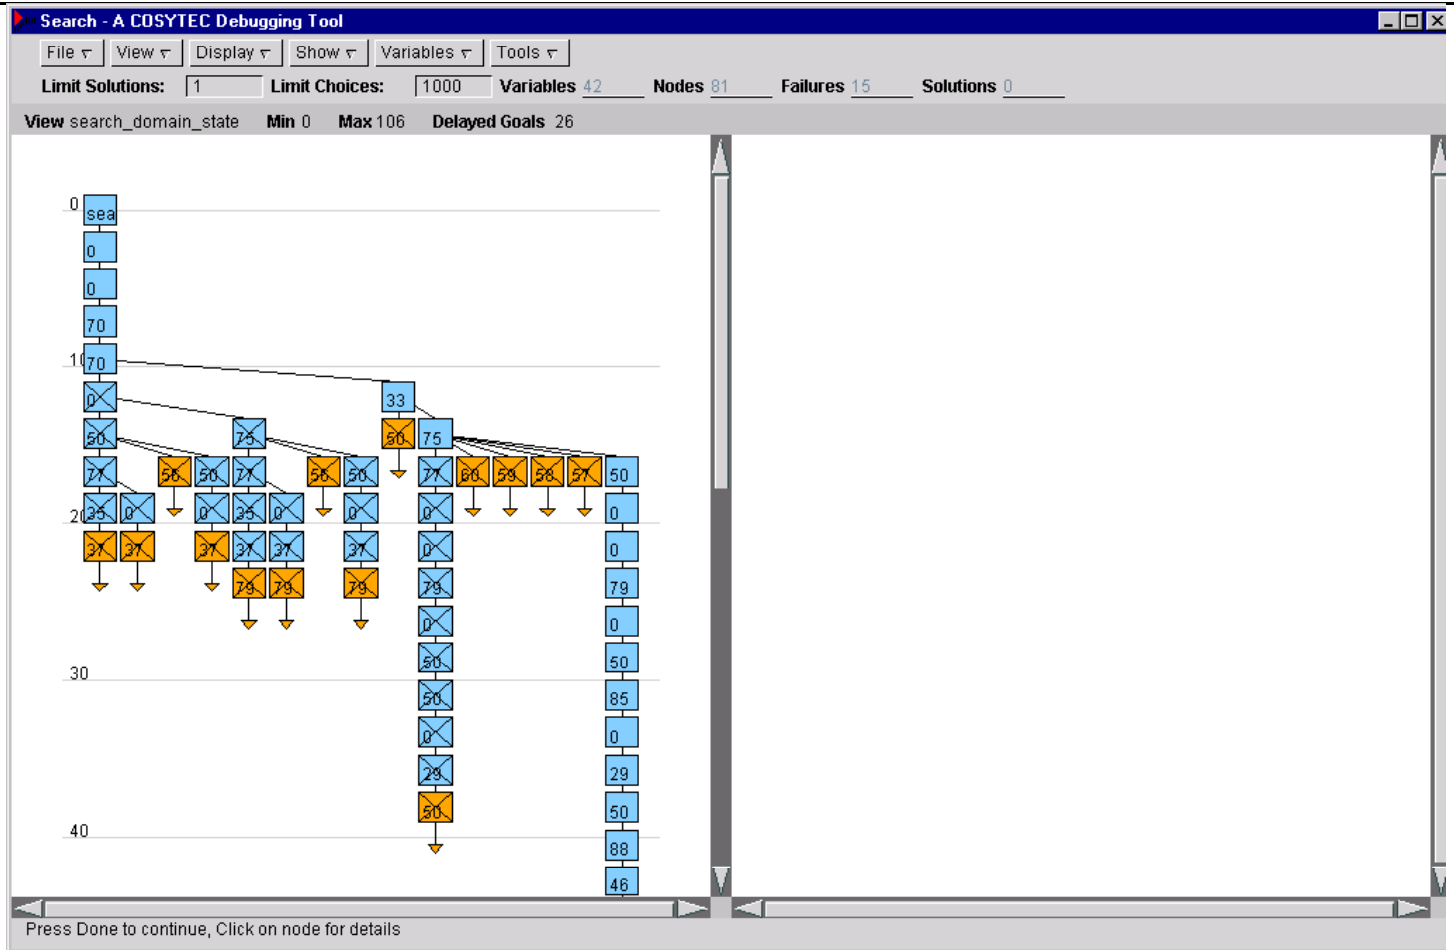 Search - A COSYTEC Debugging Tool
File View Display Show Variables Tools
Limit Solutions: 1 Limit Choices: 1000 Variables 42 Nodes 81 Failures 15 Solutions 0
View search_domain_state Min 0 Max 106 Delayed Goals 26
0 sea
0
0
70
10 70
0 33
50 75 50 75
77 56 50 77 56 50 77 60 59 58 57 50
20 35 0 0 35 0 0 0 0
37 37 37 37 37 37 0 0
79 79 79 79 79
0 0
50 50
30 50 85
0 0
29 29
50 50
40 88
46
Press Done to continue, Click on node for details